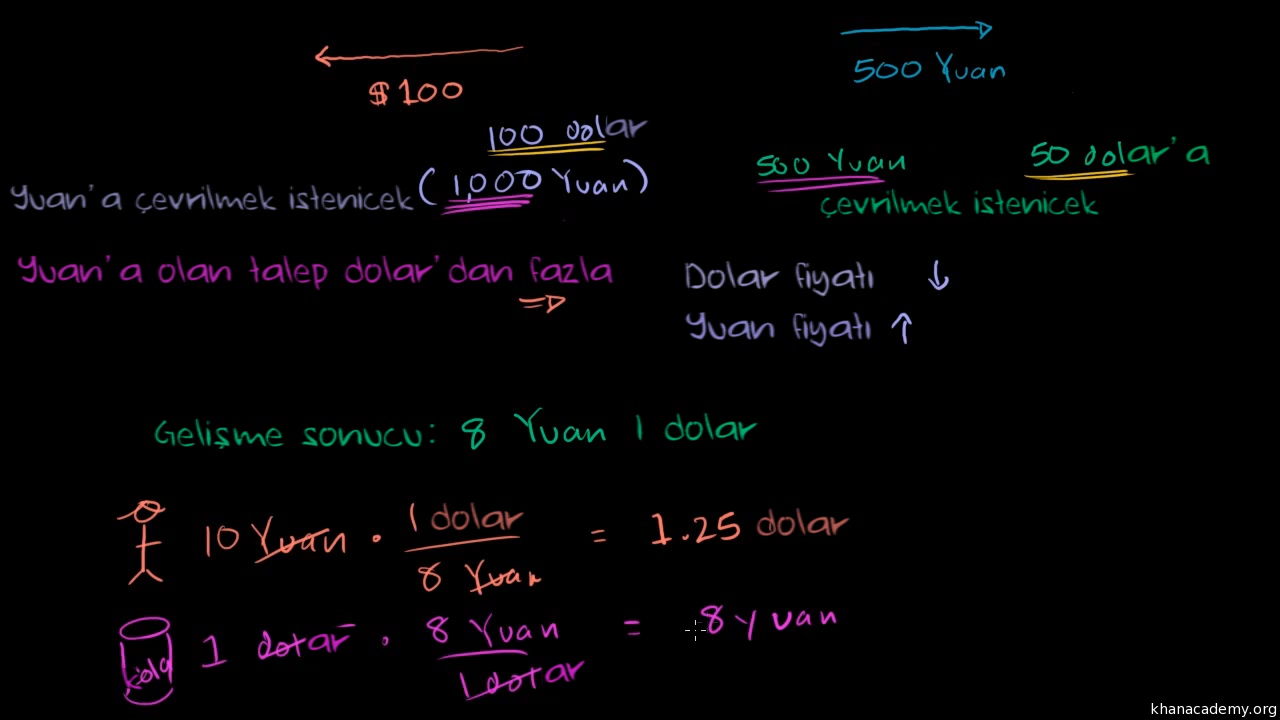 $100
500 Yuan
100 dolar
Yuan'a çevrilmek istenicek (1,000 Yuan)
500 Yuan 50 dolar'a
çevrilmek istenicek
Yuan'a olan talep dolar'dan fazla
Dolar fiyatı ↓
Yuan fiyatı ↑
Gelişme sonucu: 8 Yuan 1 dolar
10 Yuan · 1 dolar / 8 Yuan = 1.25 dolar
kola 1 dolar · 8 Yuan / 1 dolar = 8 yuan
khanacademy.org